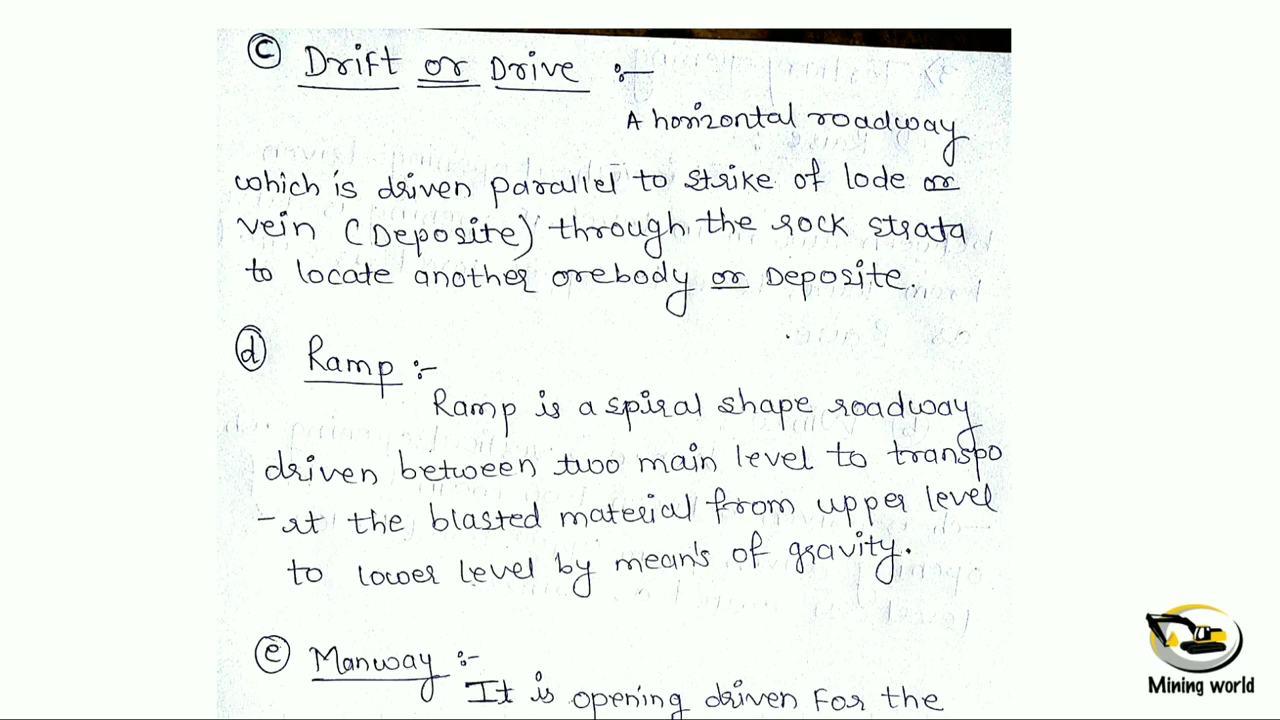 (c) Drift or Drive :-
A horizontal roadway
which is driven parallel to strike of lode or
vein (Deposite) through the rock strata
to locate another orebody or Deposite.
(d) Ramp :-
Ramp is a spiral shape roadway
driven between two main level to transpo
-rt the blasted material from upper level
to lower level by mean's of gravity.
(e) Manway :-
It is opening driven For the
Mining world